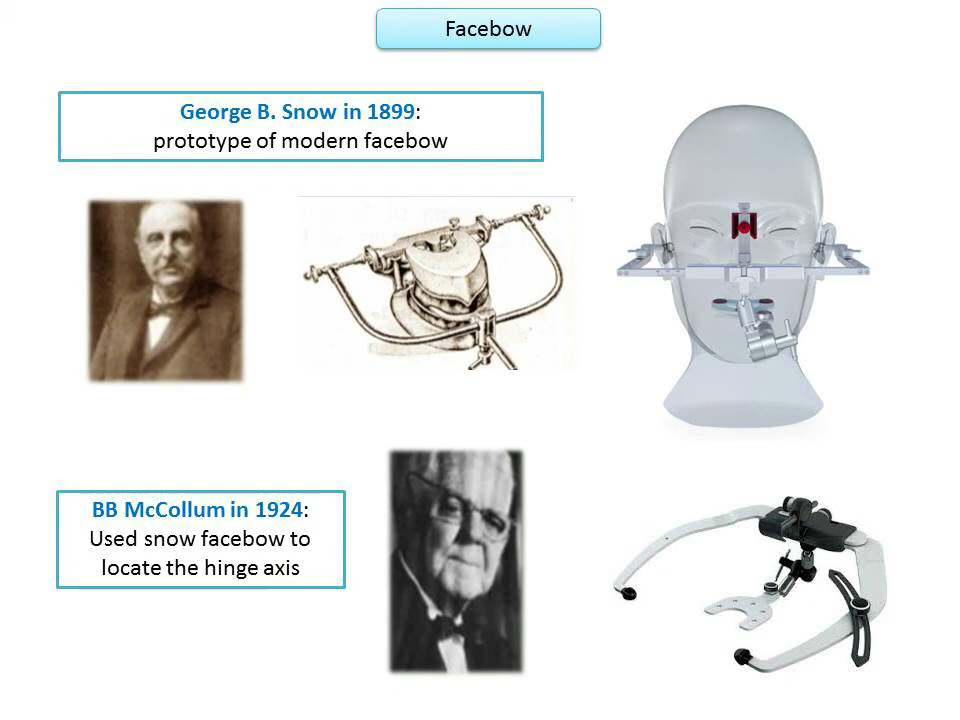 Facebow
George B. Snow in 1899:
prototype of modern facebow
BB McCollum in 1924:
Used snow facebow to
locate the hinge axis